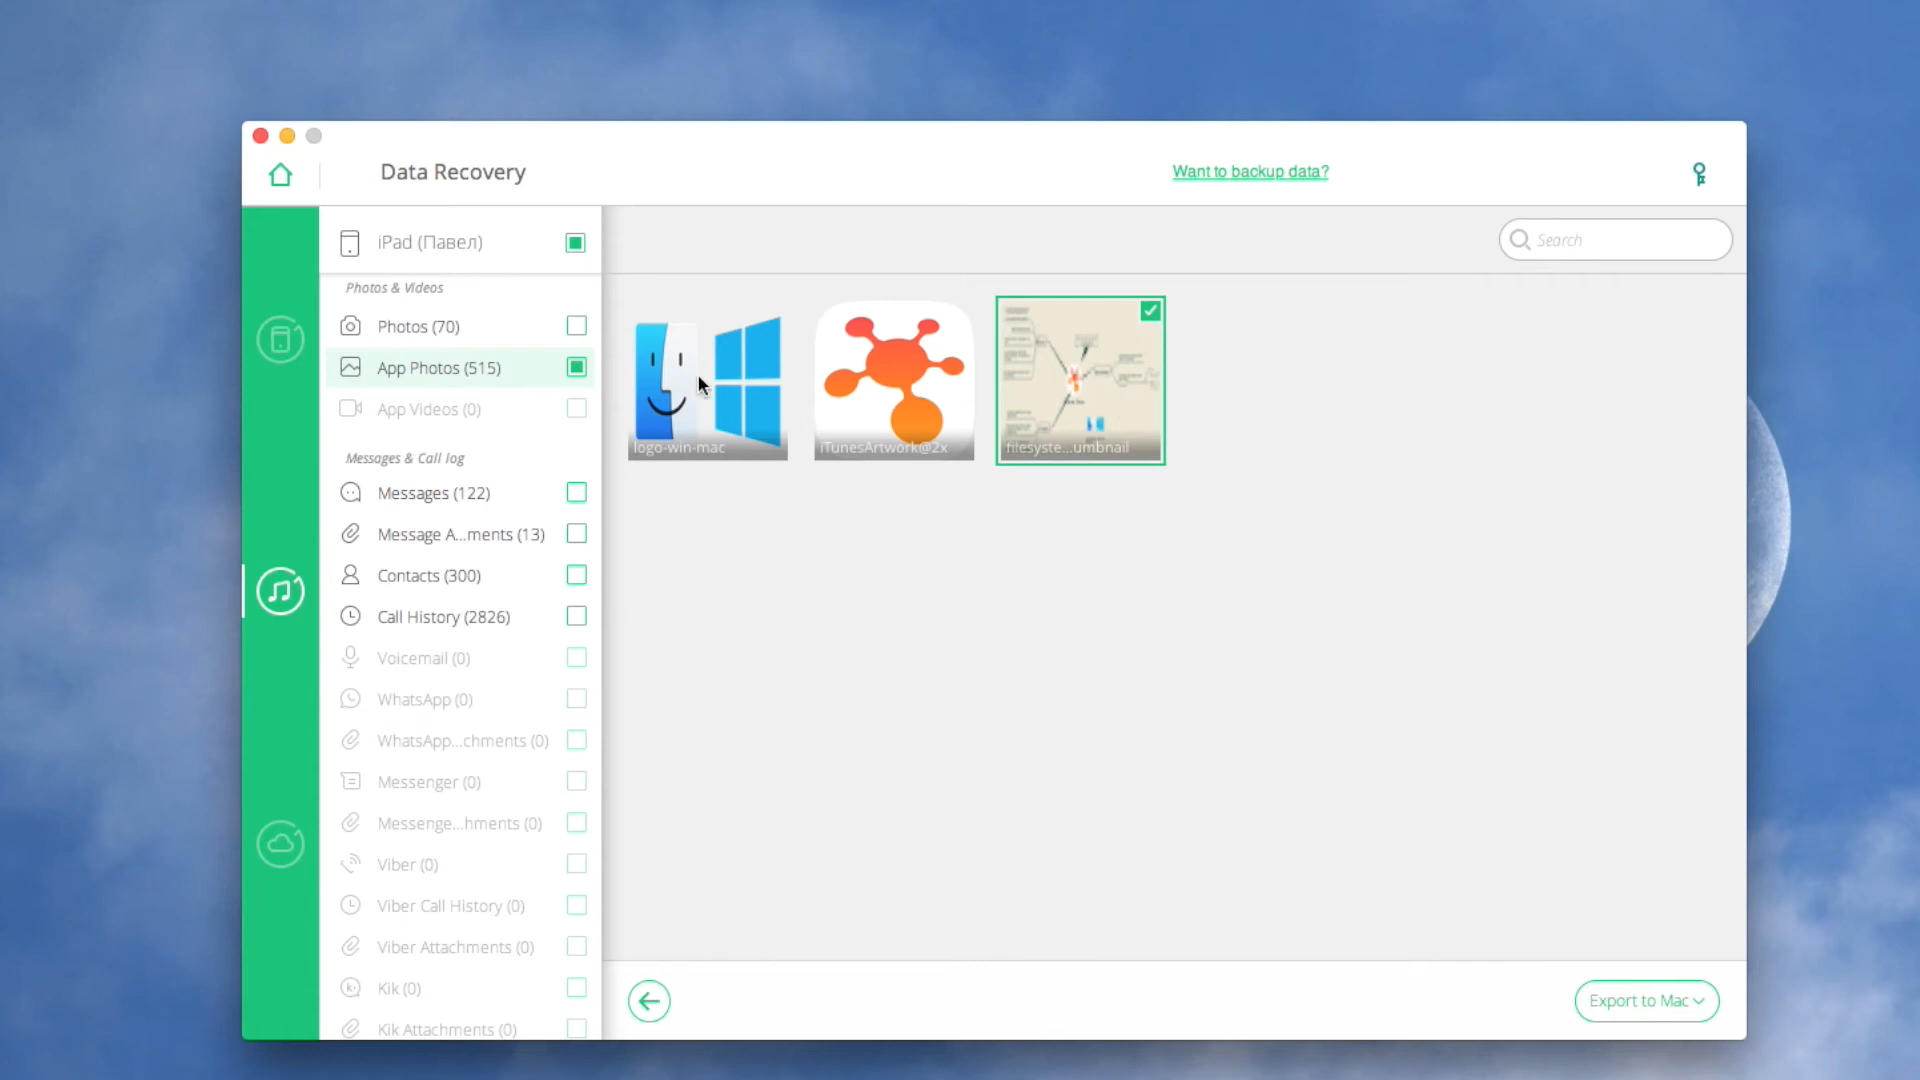 Data Recovery
Want to backup data?
iPad (Павел)
Search
Photos & Videos
Photos (70)
App Photos (515)
App Videos (0)
Messages & Call log
Messages (122)
Message A...ments (13)
Contacts (300)
Call History (2826)
Voicemail (0)
WhatsApp (0)
WhatsApp...chments (0)
Messenger (0)
Messenge...hments (0)
Viber (0)
Viber Call History (0)
Viber Attachments (0)
Kik (0)
Kik Attachments (0)
logo-win-mac
iTunesArtwork@2x
filesyste...umbnail
Export to Mac